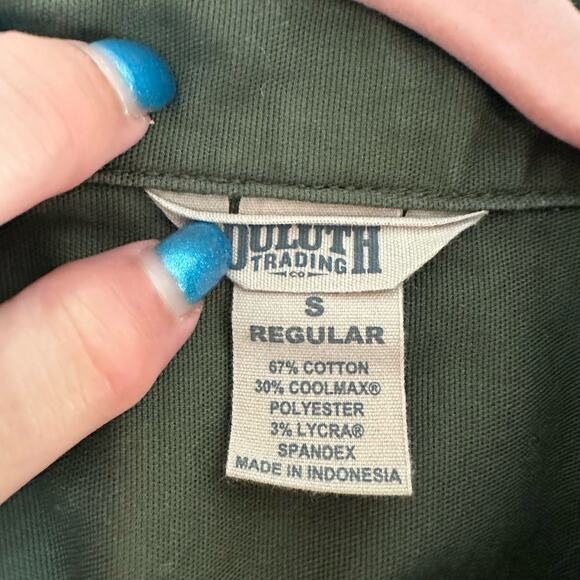 DULUTH
TRADING
CO
S
REGULAR
67% COTTON
30% COOLMAX®
POLYESTER
3% LYCRA®
SPANDEX
MADE IN INDONESIA